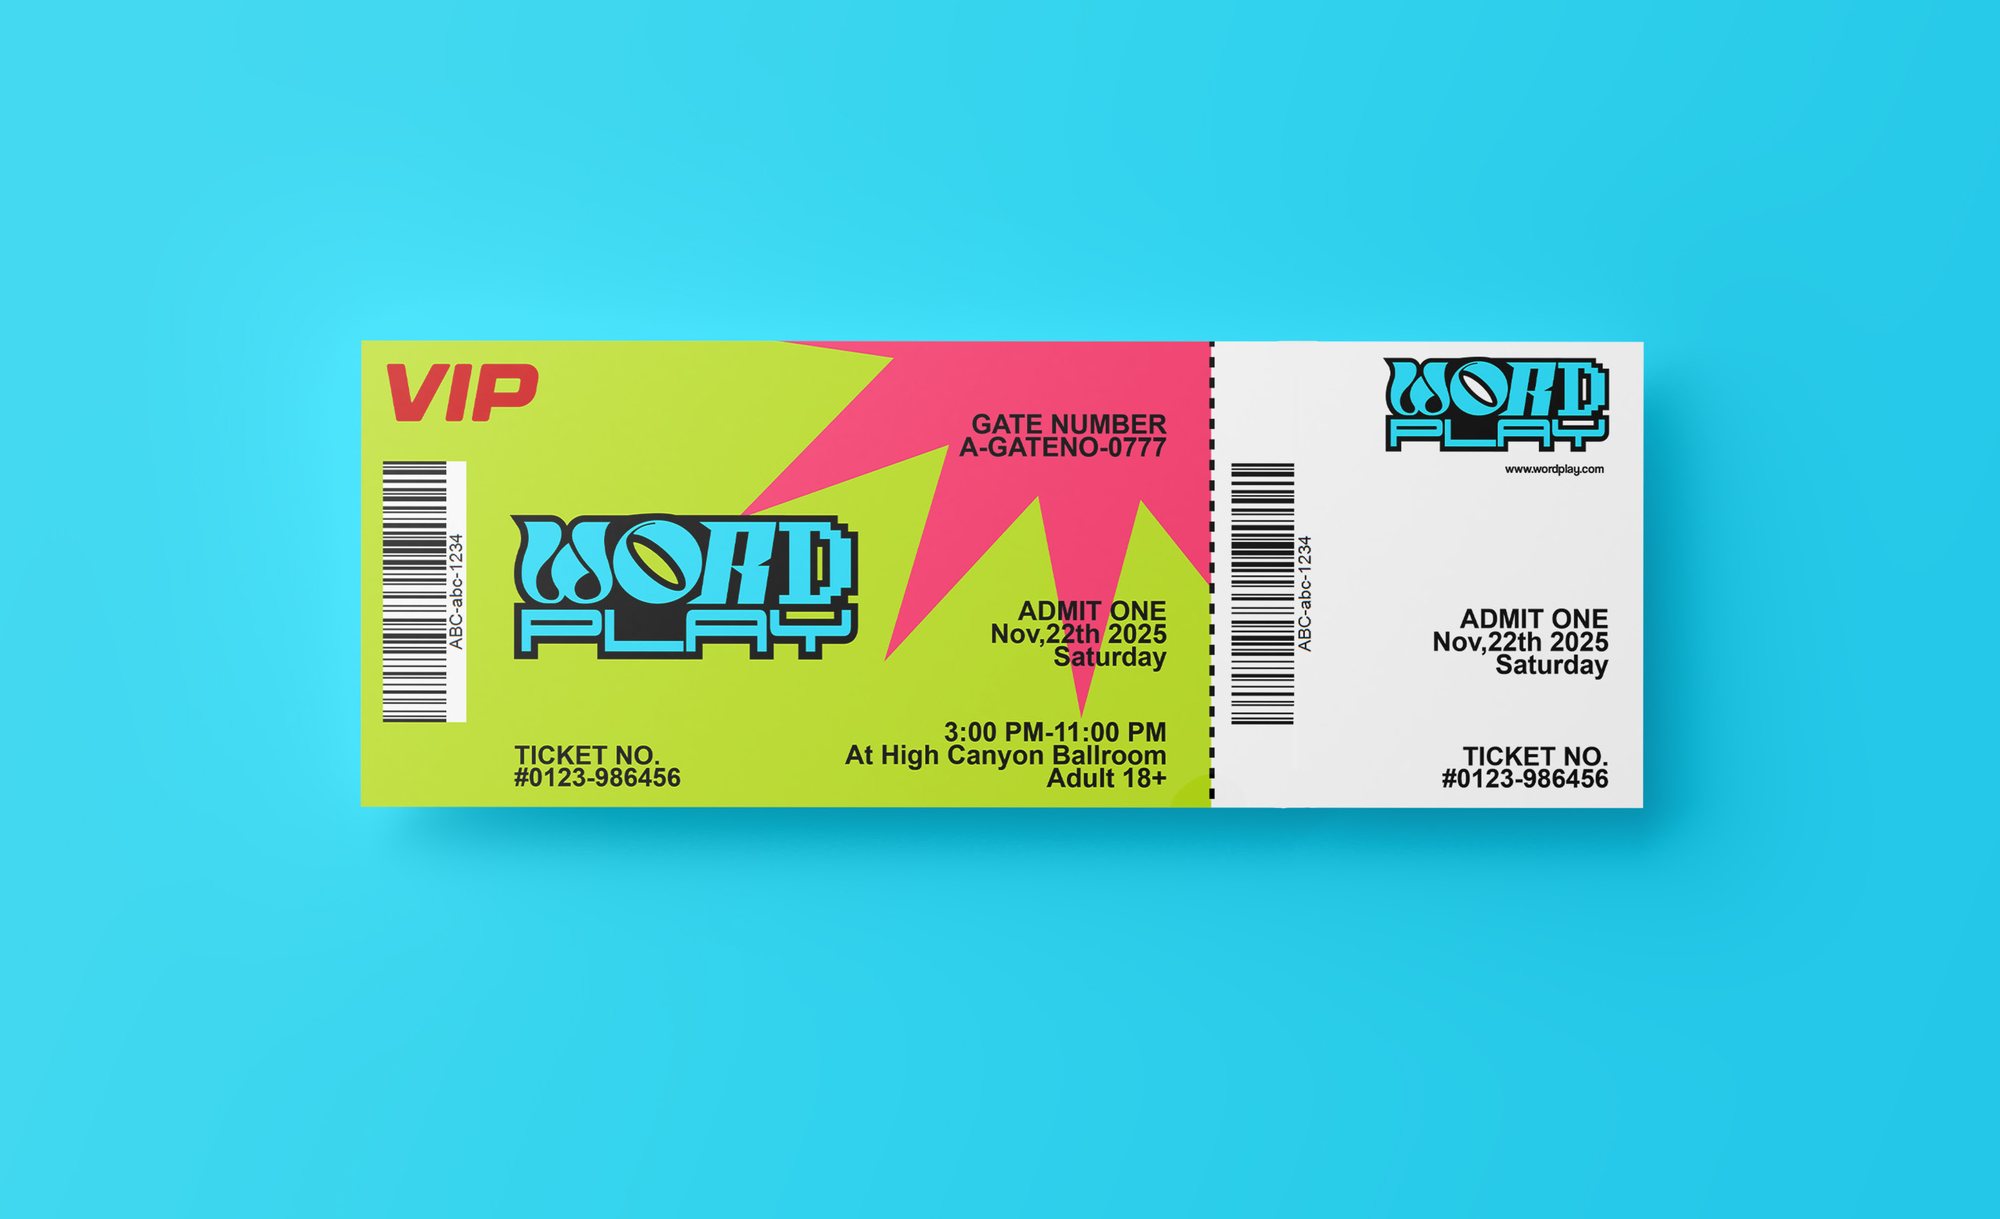 VIP
ABC-abc-1234
WORD
PLAY
TICKET NO.
#0123-986456
GATE NUMBER
A-GATENO-0777
ADMIT ONE
Nov,22th 2025
Saturday
3:00 PM-11:00 PM
At High Canyon Ballroom
Adult 18+
ABC-abc-1234
WORD
PLAY
www.wordplay.com
ADMIT ONE
Nov,22th 2025
Saturday
TICKET NO.
#0123-986456